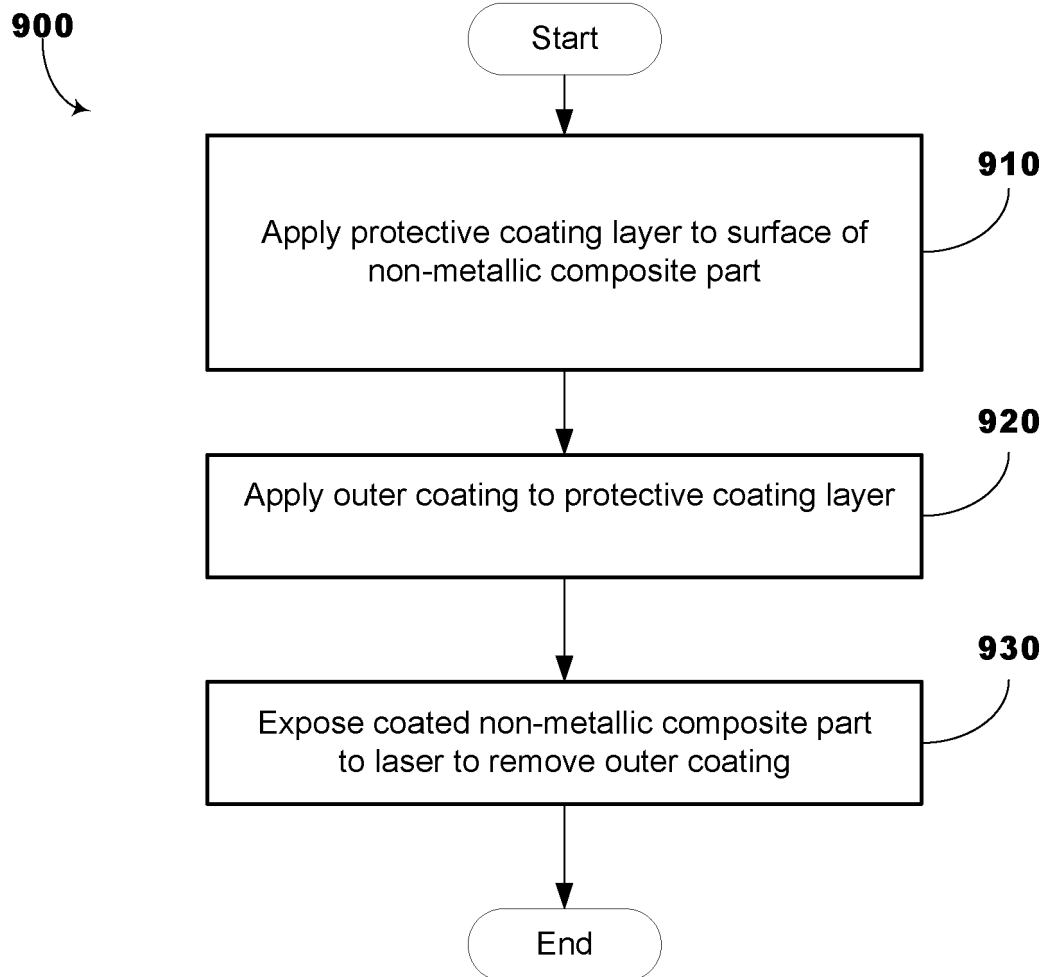 900
Start
910
Apply protective coating layer to surface of
non-metallic composite part
920
Apply outer coating to protective coating layer
930
Expose coated non-metallic composite part
to laser to remove outer coating
End